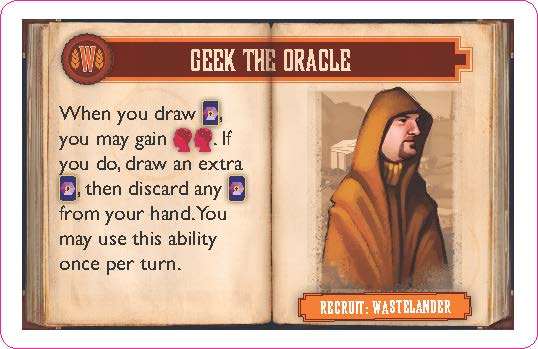 W
GEEK THE ORACLE
When you draw ,
you may gain . If
you do, draw an extra
, then discard any
from your hand.You
may use this ability
once per turn.
RECRUIT: WASTELANDER